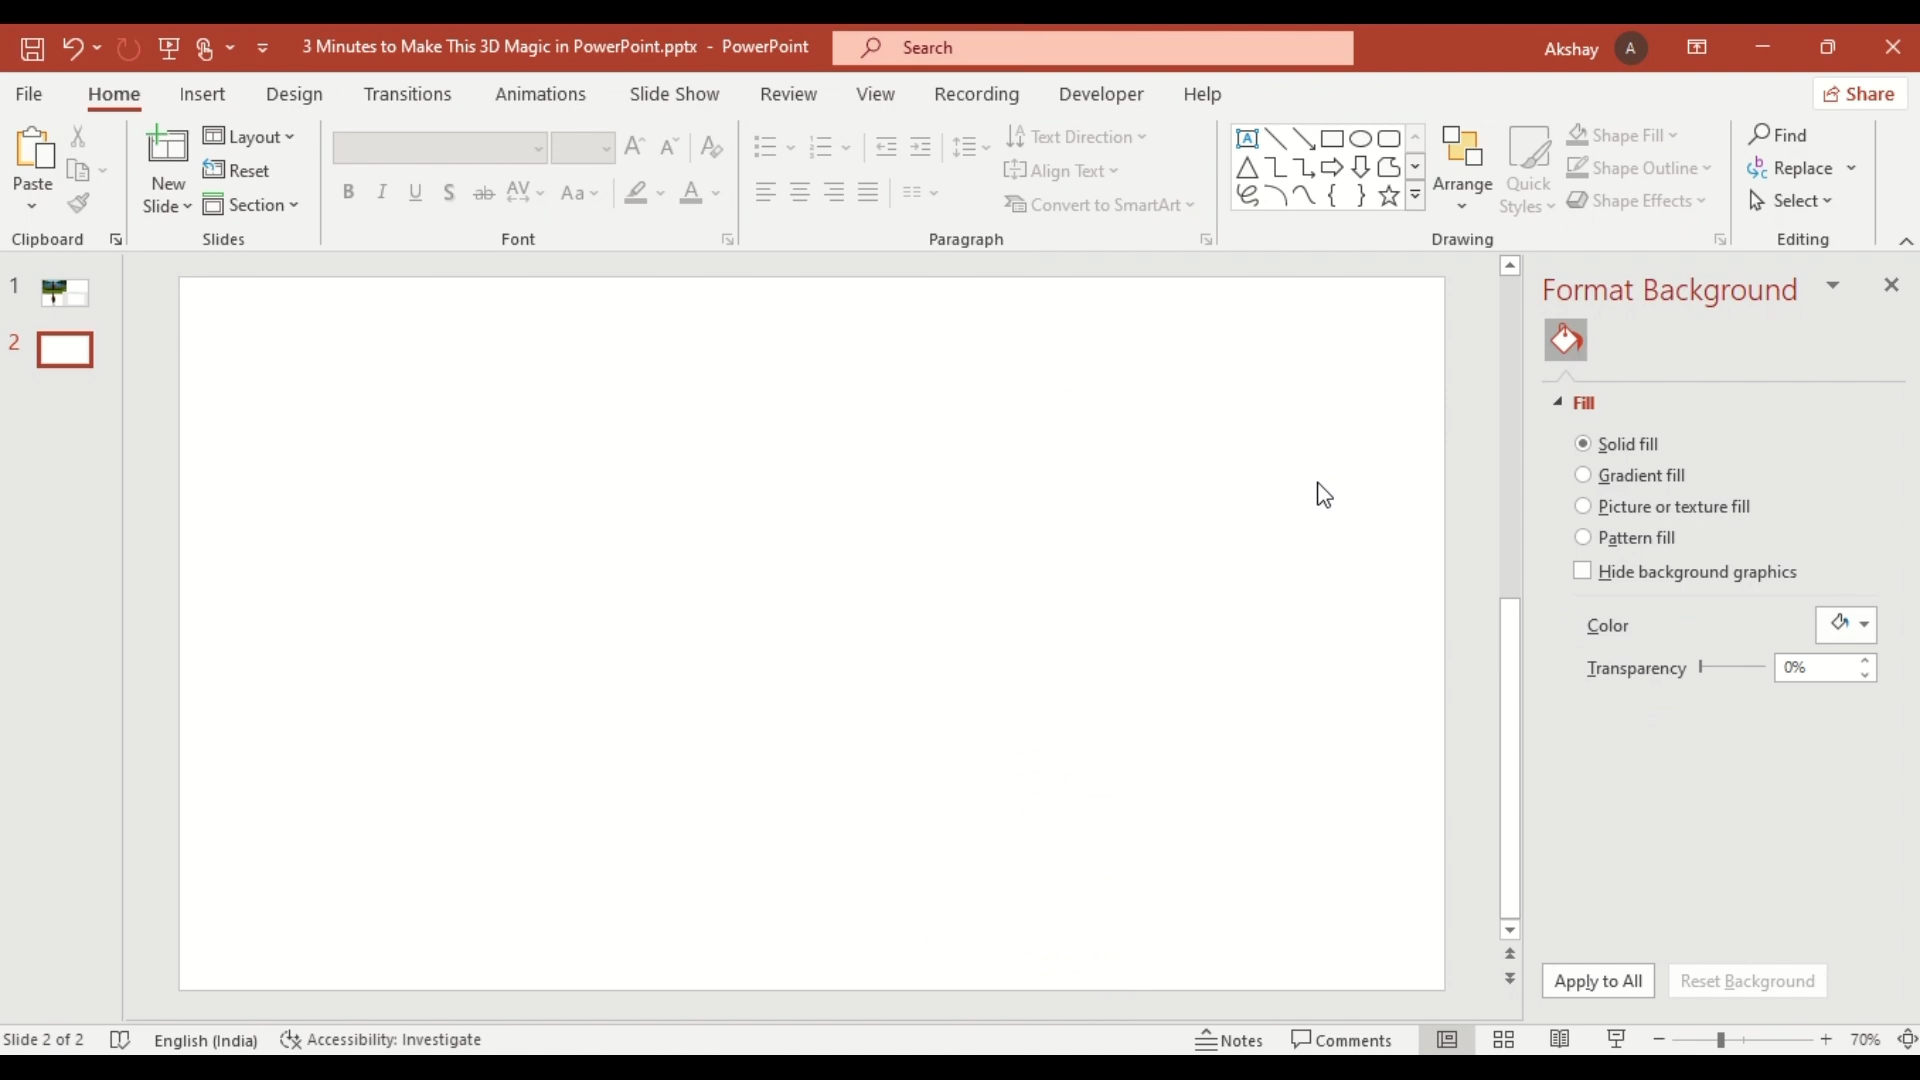 3 Minutes to Make This 3D Magic in PowerPoint.pptx - PowerPoint
Search
Akshay
A
File
Home
Insert
Design
Transitions
Animations
Slide Show
Review
View
Recording
Developer
Help
Share
Paste
Clipboard
New
Slide
Layout
Reset
Section
Slides
B
I
U
S
ab
AV
Aa
A
Font
Text Direction
Align Text
Convert to SmartArt
Paragraph
A
Arrange
Quick
Styles
Shape Fill
Shape Outline
Shape Effects
Drawing
Find
Replace
Select
Editing
1
2
Format Background
Fill
Solid fill
Gradient fill
Picture or texture fill
Pattern fill
Hide background graphics
Color
Transparency
0%
Apply to All
Reset Background
Slide 2 of 2
English (India)
Accessibility: Investigate
Notes
Comments
70%